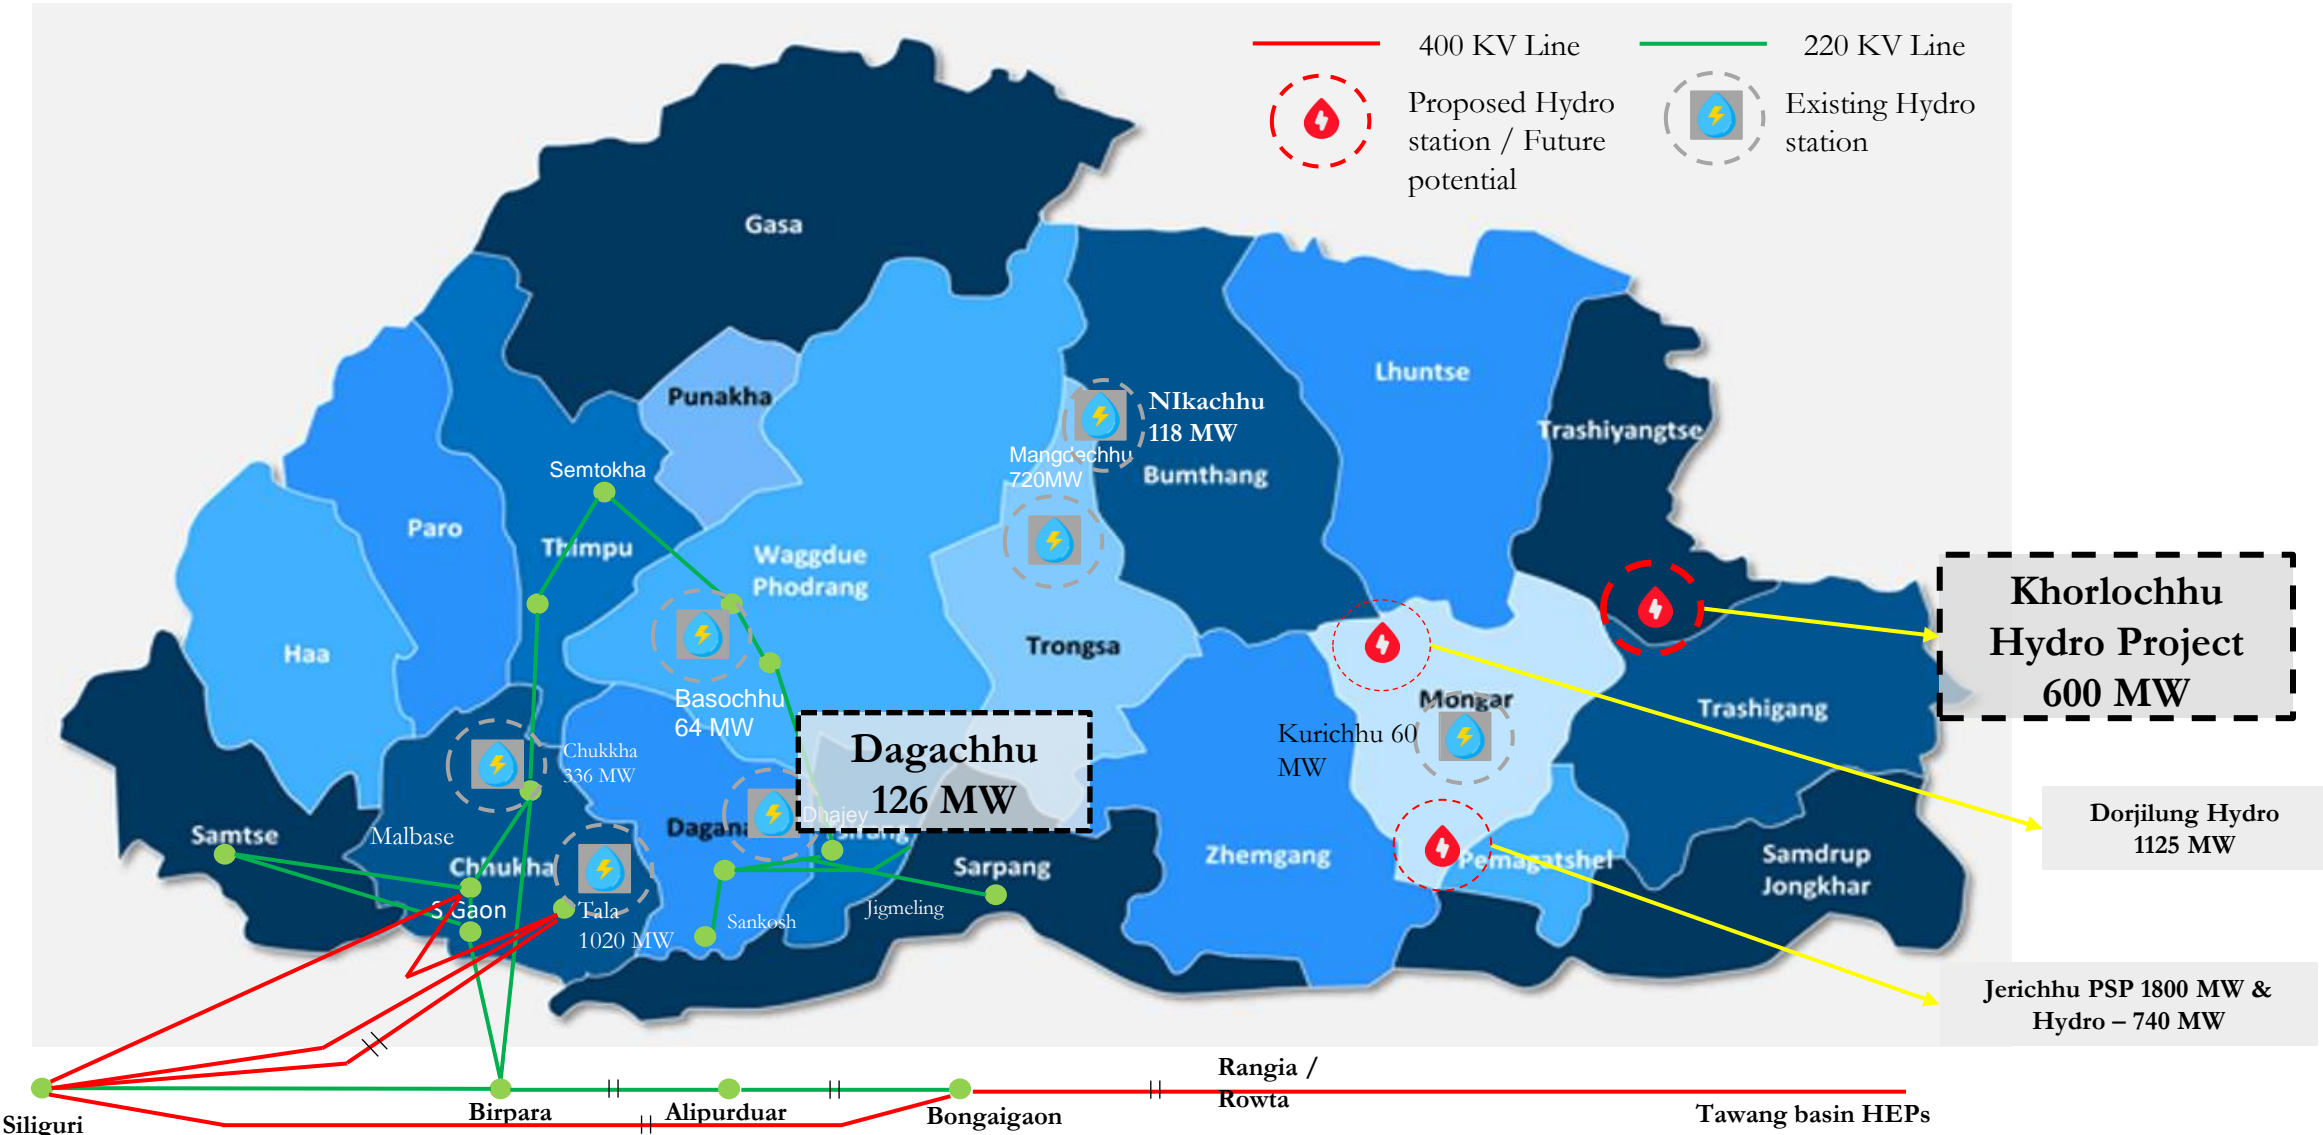 400 KV Line
220 KV Line
Proposed Hydro
station / Future
potential
Existing Hydro
station
Gasa
Punakha
Lhuntse
NIkachhu
118 MW
Trashiyangtse
Mangdechhu
720MW
Bumthang
Semtokha
Paro
Thimpu
Waggdue
Phodrang
Khorlochhu
Hydro Project
600 MW
Haa
Trongsa
Basochhu
64 MW
Mongar
Trashigang
Kurichhu 60
MW
Chukkha
336 MW
Dagachhu
126 MW
Dhajey
Samtse
Malbase
Dagana
Dorjilung Hydro
1125 MW
Chhukha
Sarpang
Zhemgang
Pemagatshel
Samdrup
Jongkhar
S Gaon
Tala
1020 MW
Sankosh
Jigmeling
Jerichhu PSP 1800 MW &
Hydro – 740 MW
Rangia /
Rowta
Siliguri
Birpara
Alipurduar
Bongaigaon
Tawang basin HEPs